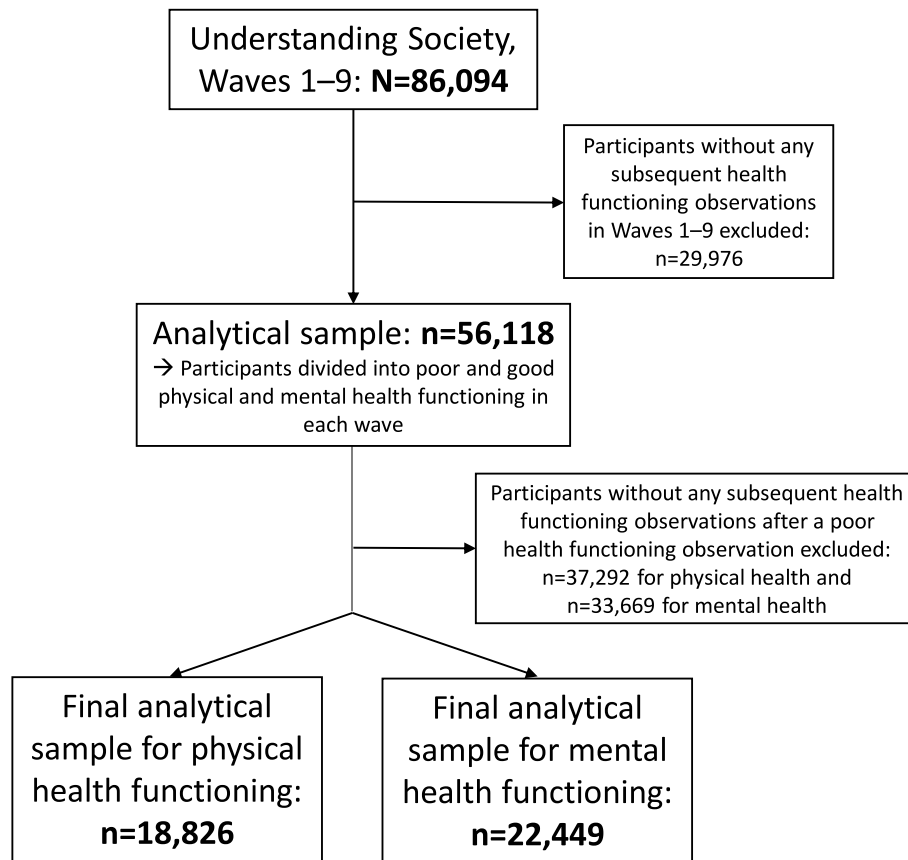 Understanding Society,
Waves 1–9: N=86,094
Participants without any
subsequent health
functioning observations
in Waves 1–9 excluded:
n=29,976
Analytical sample: n=56,118
→ Participants divided into poor and good
physical and mental health functioning in
each wave
Participants without any subsequent health
functioning observations after a poor
health functioning observation excluded:
n=37,292 for physical health and
n=33,669 for mental health
Final analytical
sample for physical
health functioning:
n=18,826
Final analytical
sample for mental
health functioning:
n=22,449